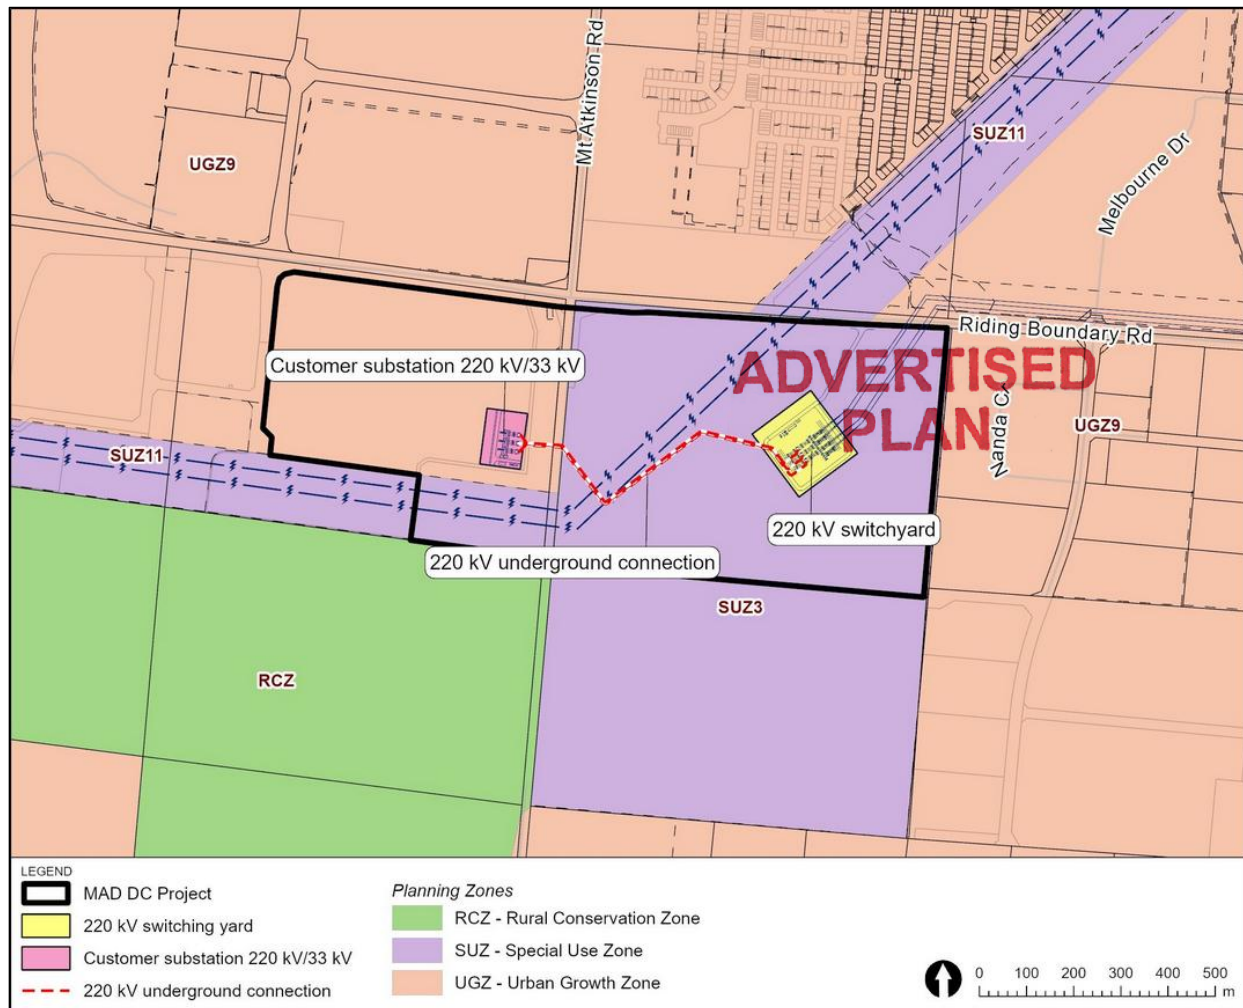 Mt Atkinson Rd
SUZ11
UGZ9
Melbourne Dr
Riding Boundary Rd
Customer substation 220 kV/33 kV
ADVERTISED
PLAN
Nanda Cr
UGZ9
SUZ11
220 kV switchyard
220 kV underground connection
SUZ3
RCZ
LEGEND
MAD DC Project
220 kV switching yard
Customer substation 220 kV/33 kV
220 kV underground connection
Planning Zones
RCZ - Rural Conservation Zone
SUZ - Special Use Zone
UGZ - Urban Growth Zone
0 100 200 300 400 500
m